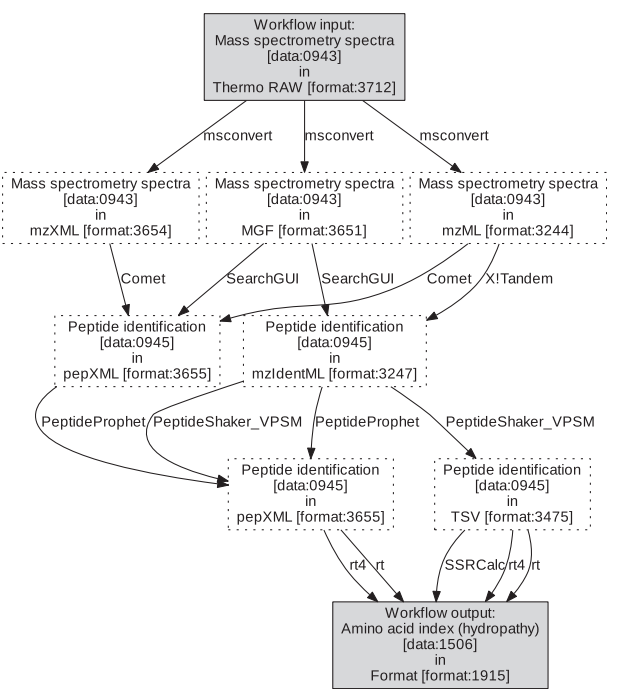 Workflow input:
Mass spectrometry spectra
[data:0943]
in
Thermo RAW [format:3712]
msconvert
msconvert
msconvert
Mass spectrometry spectra
[data:0943]
in
mzXML [format:3654]
Mass spectrometry spectra
[data:0943]
in
MGF [format:3651]
Mass spectrometry spectra
[data:0943]
in
mzML [format:3244]
Comet
SearchGUI
SearchGUI
Comet
X!Tandem
Peptide identification
[data:0945]
in
pepXML [format:3655]
Peptide identification
[data:0945]
in
mzIdentML [format:3247]
PeptideProphet
PeptideShaker_VPSM
PeptideProphet
PeptideShaker_VPSM
Peptide identification
[data:0945]
in
pepXML [format:3655]
Peptide identification
[data:0945]
in
TSV [format:3475]
rt4
rt
SSRCalc
rt4
rt
Workflow output:
Amino acid index (hydropathy)
[data:1506]
in
Format [format:1915]